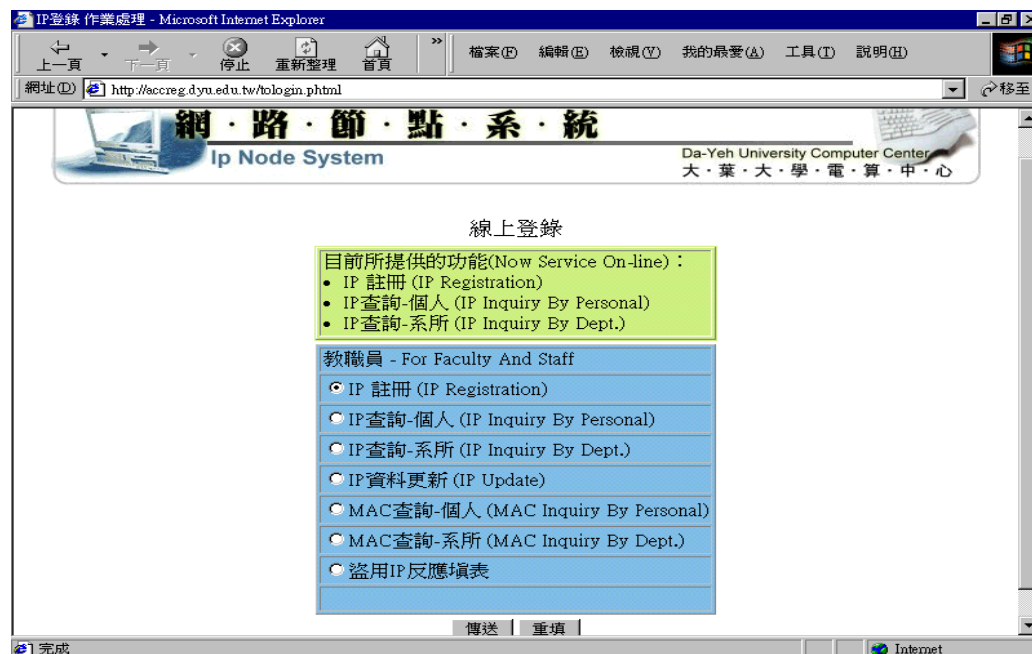 IP登錄 作業處理 - Microsoft Internet Explorer
上一頁 下一頁 停止 重新整理 首頁 » 檔案(F) 編輯(E) 檢視(V) 我的最愛(A) 工具(T) 說明(H)
網址(D) http://accreg.dyu.edu.tw/tologin.phtml 移至
網・路・節・點・系・統
Ip Node System
Da-Yeh University Computer Center
大・葉・大・學・電・算・中・心
線上登錄
目前所提供的功能(Now Service On-line)：
• IP 註冊 (IP Registration)
• IP查詢-個人 (IP Inquiry By Personal)
• IP查詢-系所 (IP Inquiry By Dept.)
教職員 - For Faculty And Staff
IP 註冊 (IP Registration)
IP查詢-個人 (IP Inquiry By Personal)
IP查詢-系所 (IP Inquiry By Dept.)
IP資料更新 (IP Update)
MAC查詢-個人 (MAC Inquiry By Personal)
MAC查詢-系所 (MAC Inquiry By Dept.)
盜用IP反應填表
傳送 重填
完成 Internet